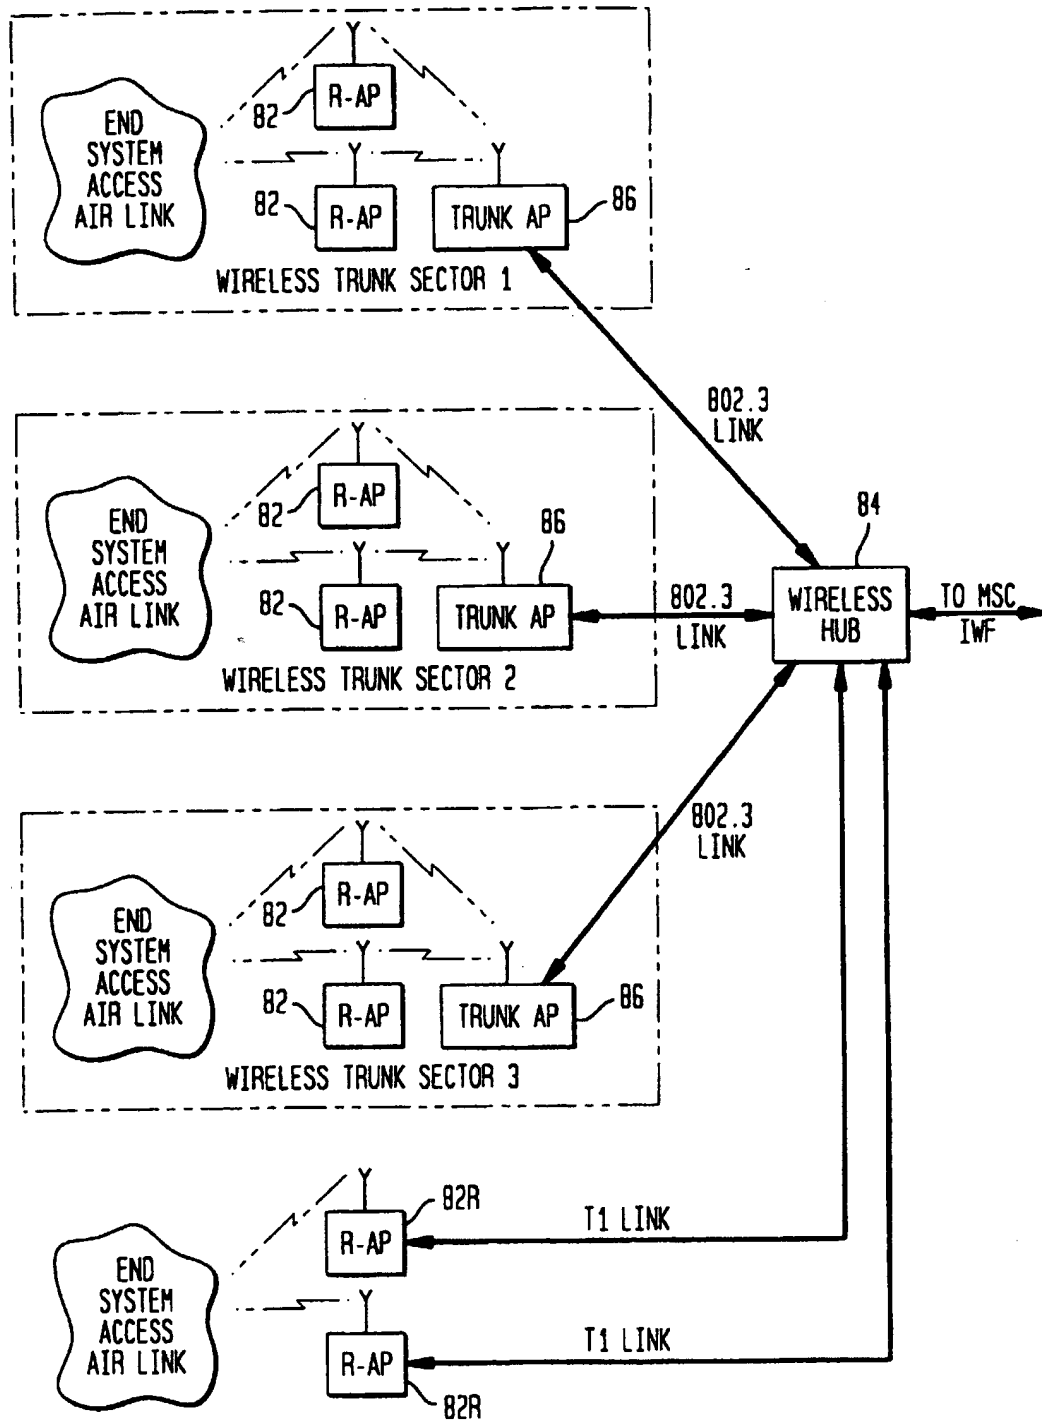 R-AP
82
END
SYSTEM
ACCESS
AIR LINK
82
R-AP
TRUNK AP
86
WIRELESS TRUNK SECTOR 1
802.3
LINK
R-AP
82
END
SYSTEM
ACCESS
AIR LINK
86
82
R-AP
TRUNK AP
802.3
LINK
WIRELESS TRUNK SECTOR 2
84
WIRELESS
HUB
TO MSC
IWF
802.3
LINK
R-AP
82
END
SYSTEM
ACCESS
AIR LINK
82
R-AP
TRUNK AP
86
WIRELESS TRUNK SECTOR 3
82R
R-AP
T1 LINK
END
SYSTEM
ACCESS
AIR LINK
R-AP
T1 LINK
82R